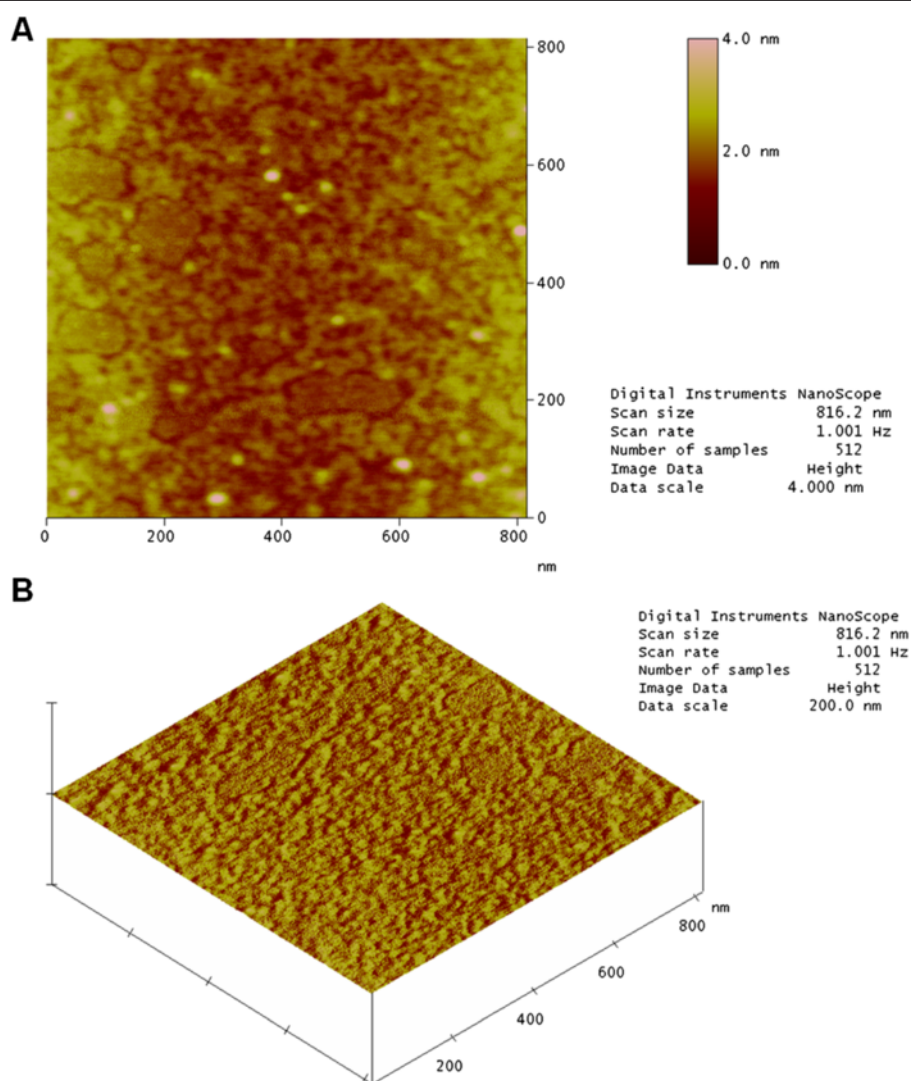 A
4.0 nm
2.0 nm
0.0 nm
800
600
400
200
0
0 200 400 600 800
nm
Digital Instruments NanoScope
Scan size 816.2 nm
Scan rate 1.001 Hz
Number of samples 512
Image Data Height
Data scale 4.000 nm
B
Digital Instruments NanoScope
Scan size 816.2 nm
Scan rate 1.001 Hz
Number of samples 512
Image Data Height
Data scale 200.0 nm
nm
800
600
400
200